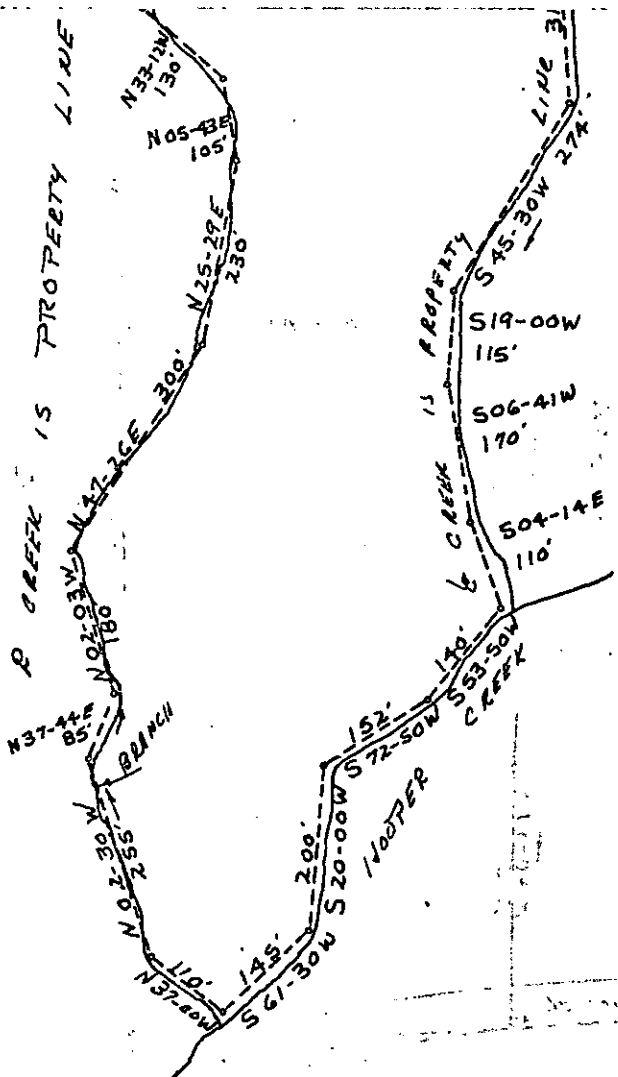 N33-12W
130'
N05-43E
105'
N25-29E
230'
N47-26E 300'
N02-03W
180
N37-44E
85'
BRANCH
N02-30W
255'
N37-00W
110'
CREEK IS PROPERTY LINE
31
LINE
S45-30W 274'
S19-00W
115'
S06-41W
170'
S04-14E
110'
℄ CREEK IS PROPERTY
140'
S53-50W
152'
S72-50W
200'
S20-00W
145'
S61-30W
HOOPER
CREEK